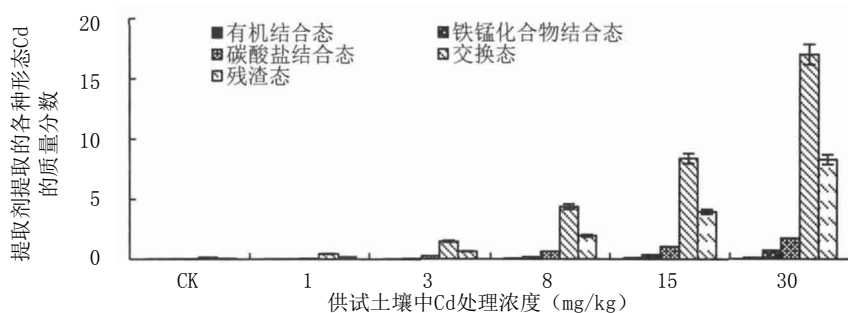 有机结合态 铁锰化合物结合态
碳酸盐结合态 交换态
残渣态
提取剂提取的各种形态Cd
的质量分数
20
15
10
5
0
CK 1 3 8 15 30
供试土壤中Cd处理浓度（mg/kg）